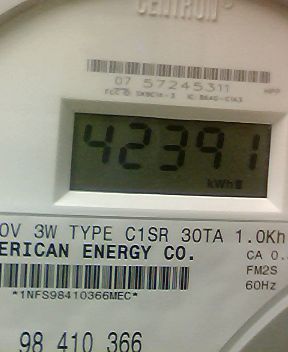 CENTRON®
07 57245311
42391
kWh
0V 3W TYPE C1SR 30TA 1.0Kh
ERICAN ENERGY CO.
CA 0.
FM2S
*1NFS98410366MEC*
60Hz
98 410 366